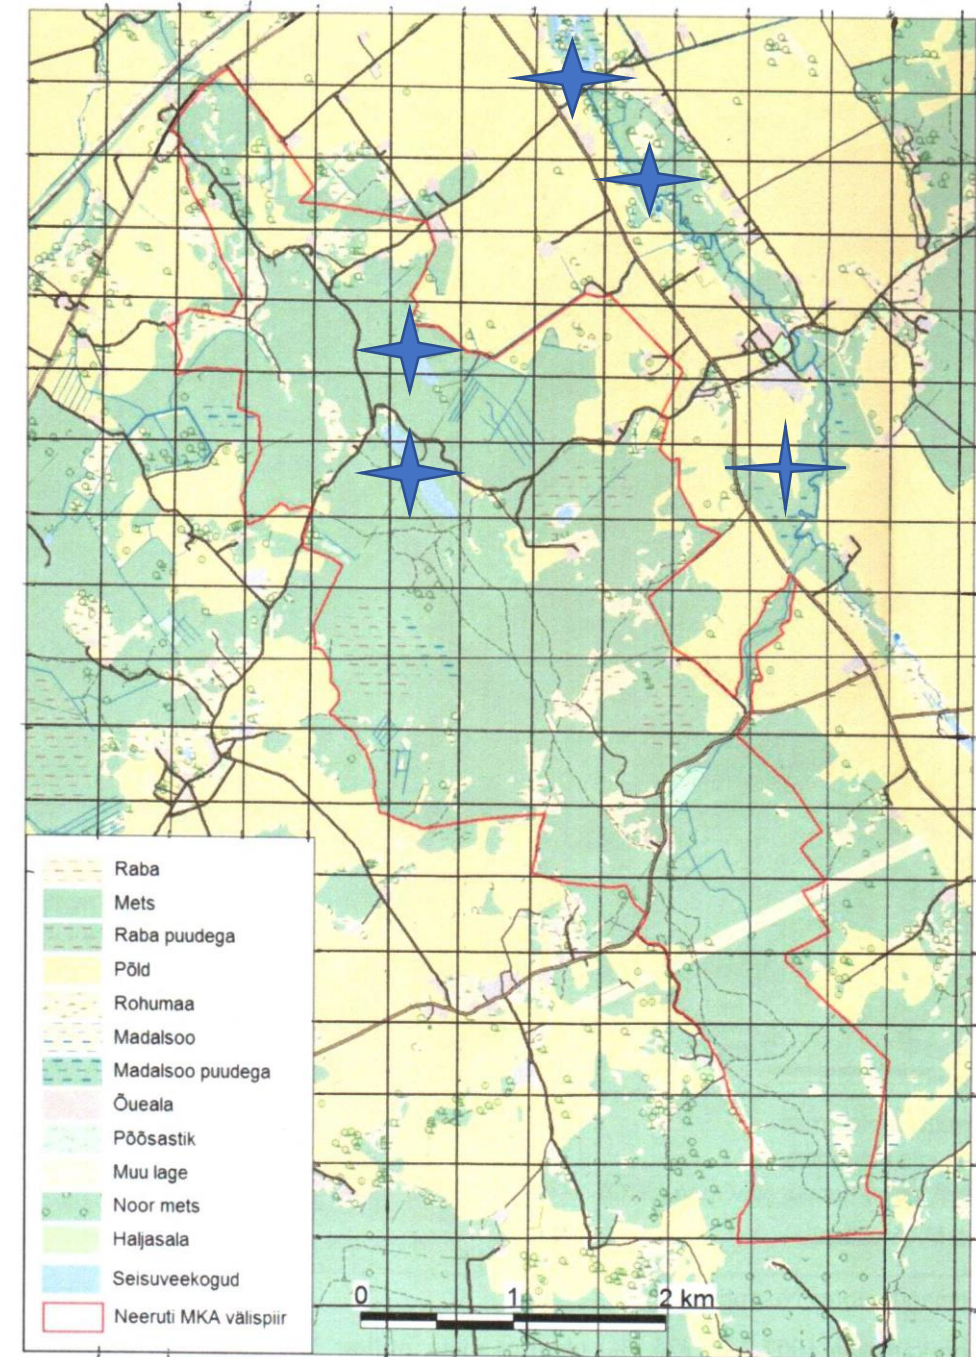 Raba
Mets
Raba puudega
Põld
Rohumaa
Madalsoo
Madalsoo puudega
Õueala
Põõsastik
Muu lage
Noor mets
Haljasala
Seisuveekogud
Neeruti MKA välispiir
0 1 2 km